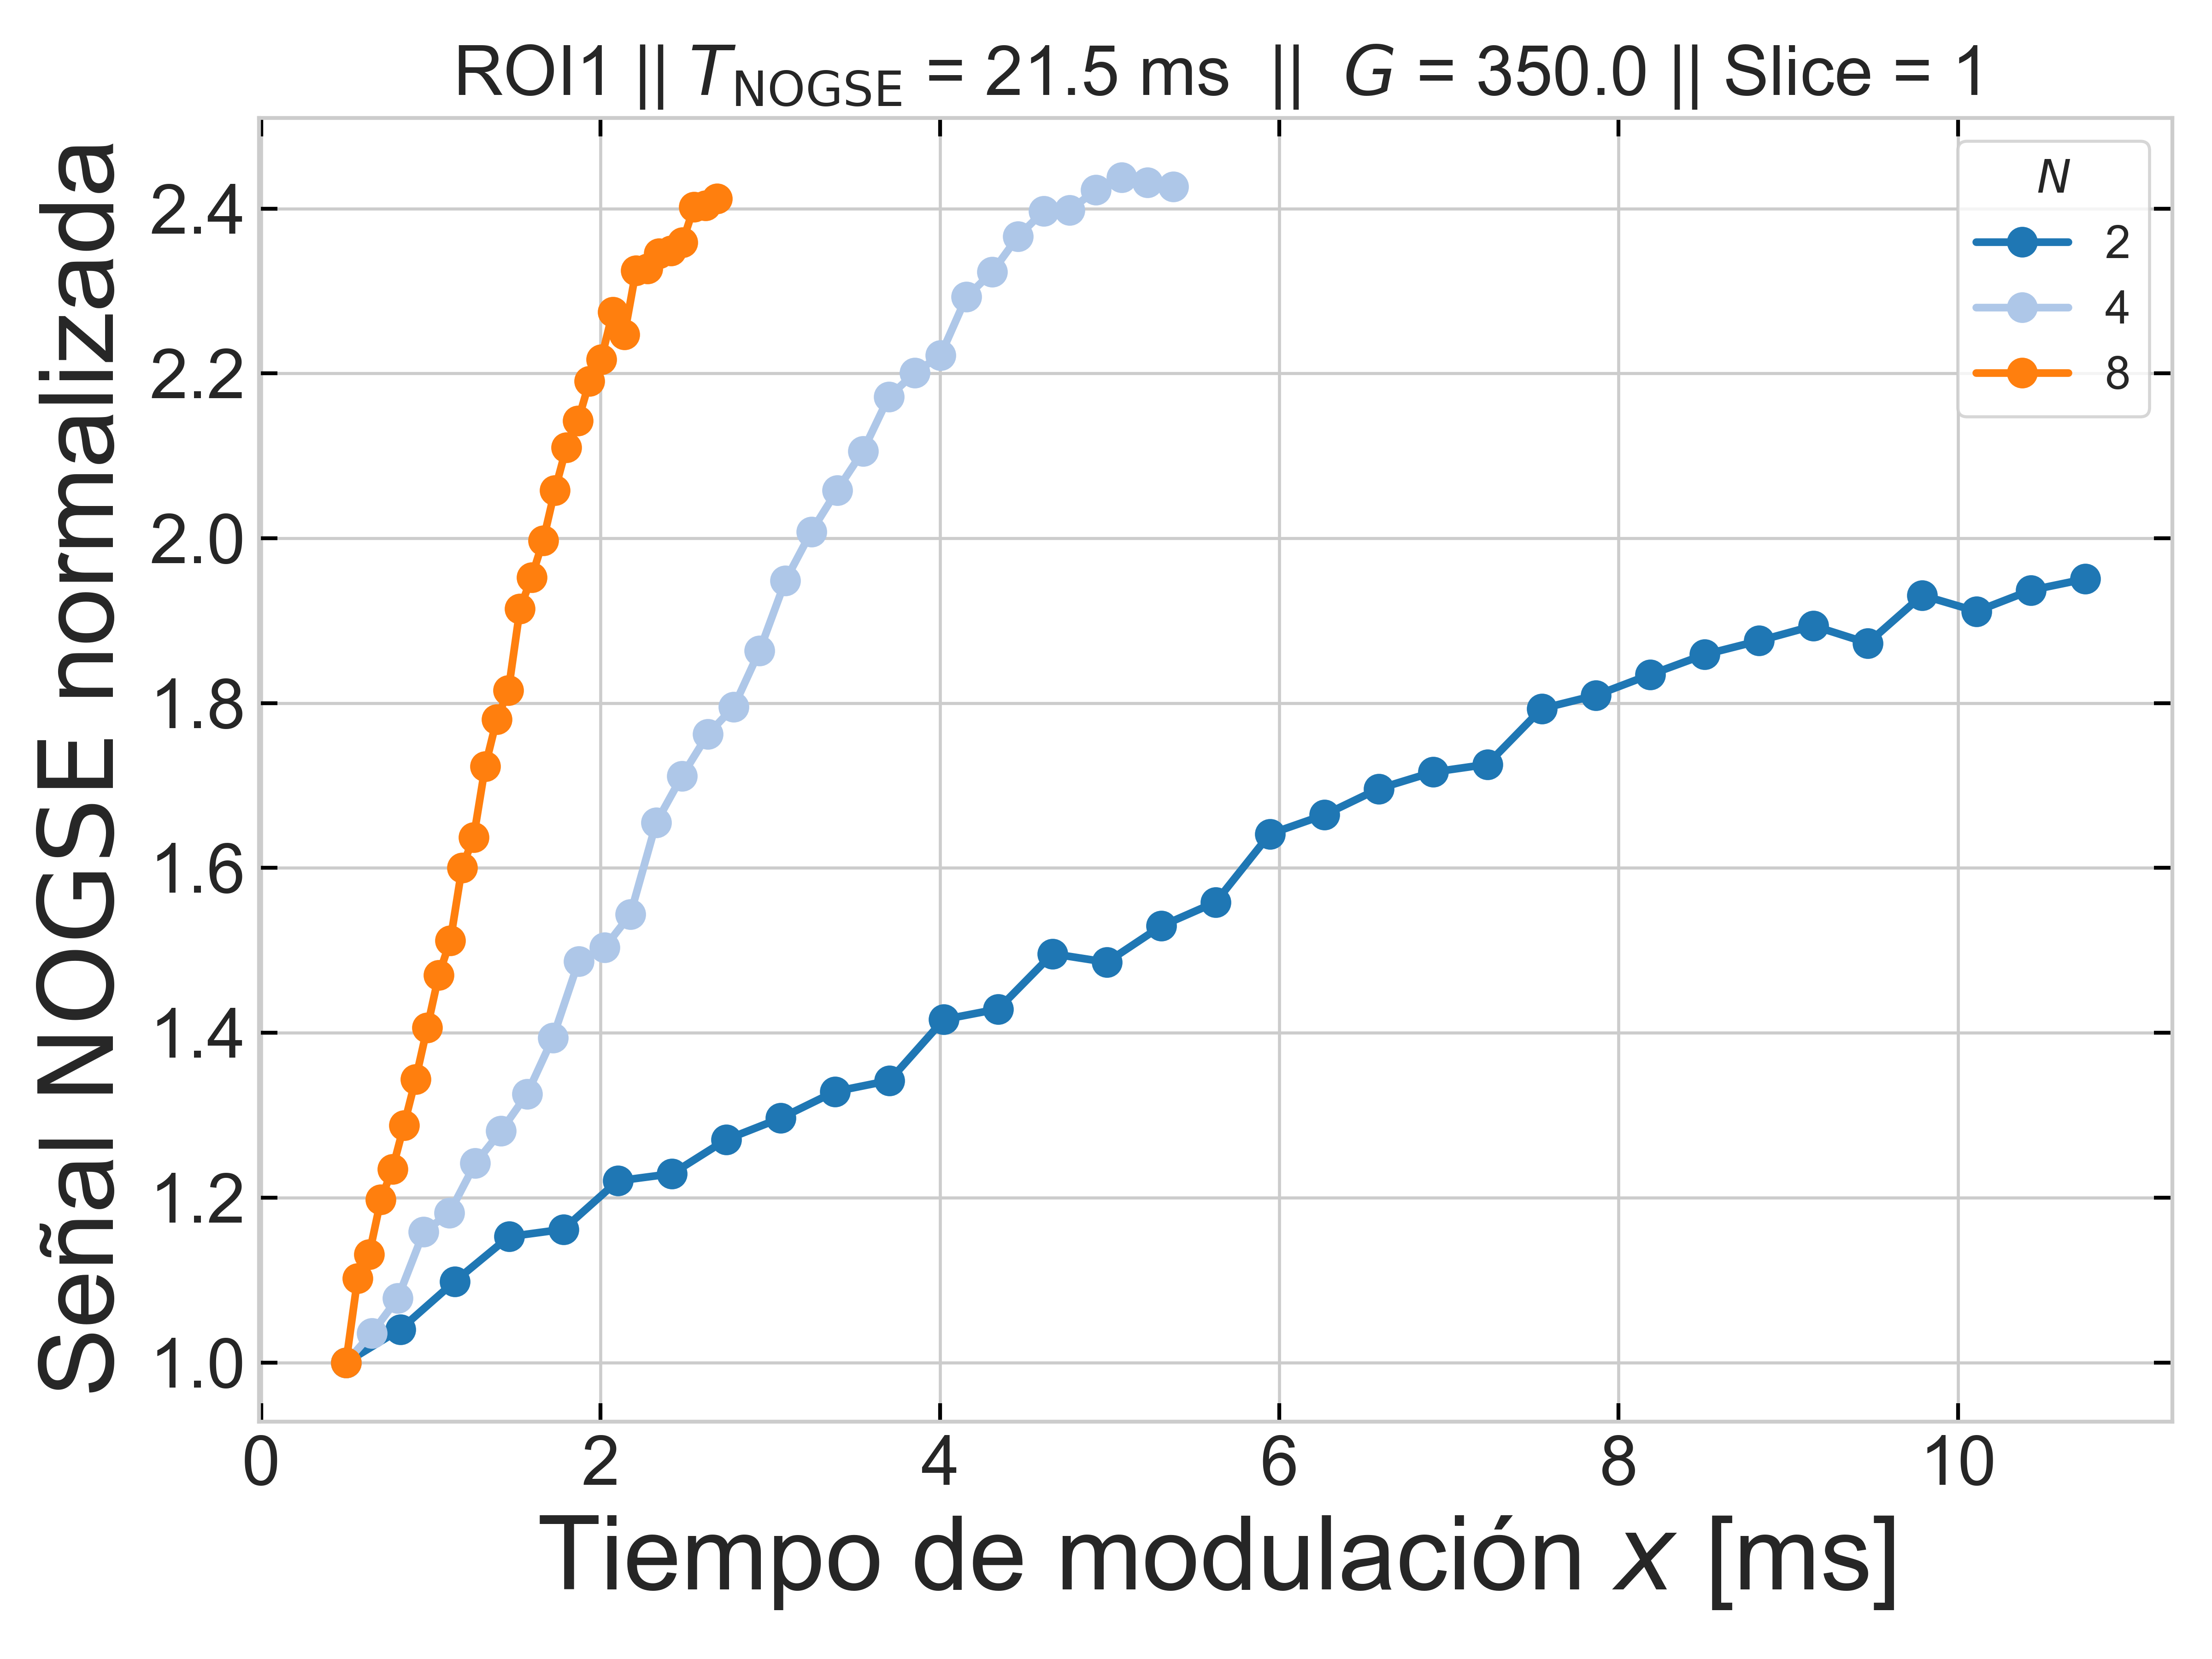 ROI1 || T_NOGSE = 21.5 ms || G = 350.0 || Slice = 1
Señal NOGSE normalizada
2.4
2.2
2.0
1.8
1.6
1.4
1.2
1.0
N
2
4
8
0 2 4 6 8 10
Tiempo de modulación x [ms]